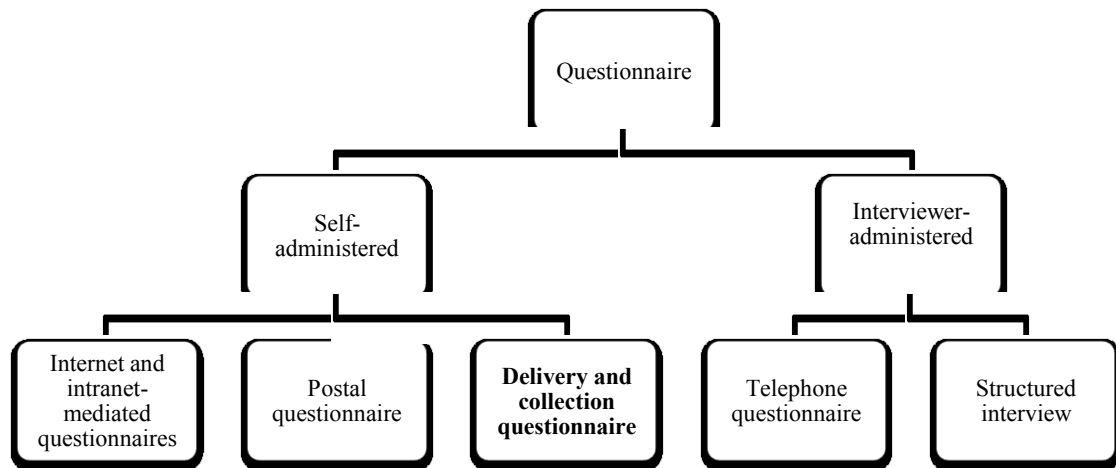 Questionnaire
Self-
administered
Interviewer-
administered
Internet and
intranet-
mediated
questionnaires
Postal
questionnaire
Delivery and
collection
questionnaire
Telephone
questionnaire
Structured
interview